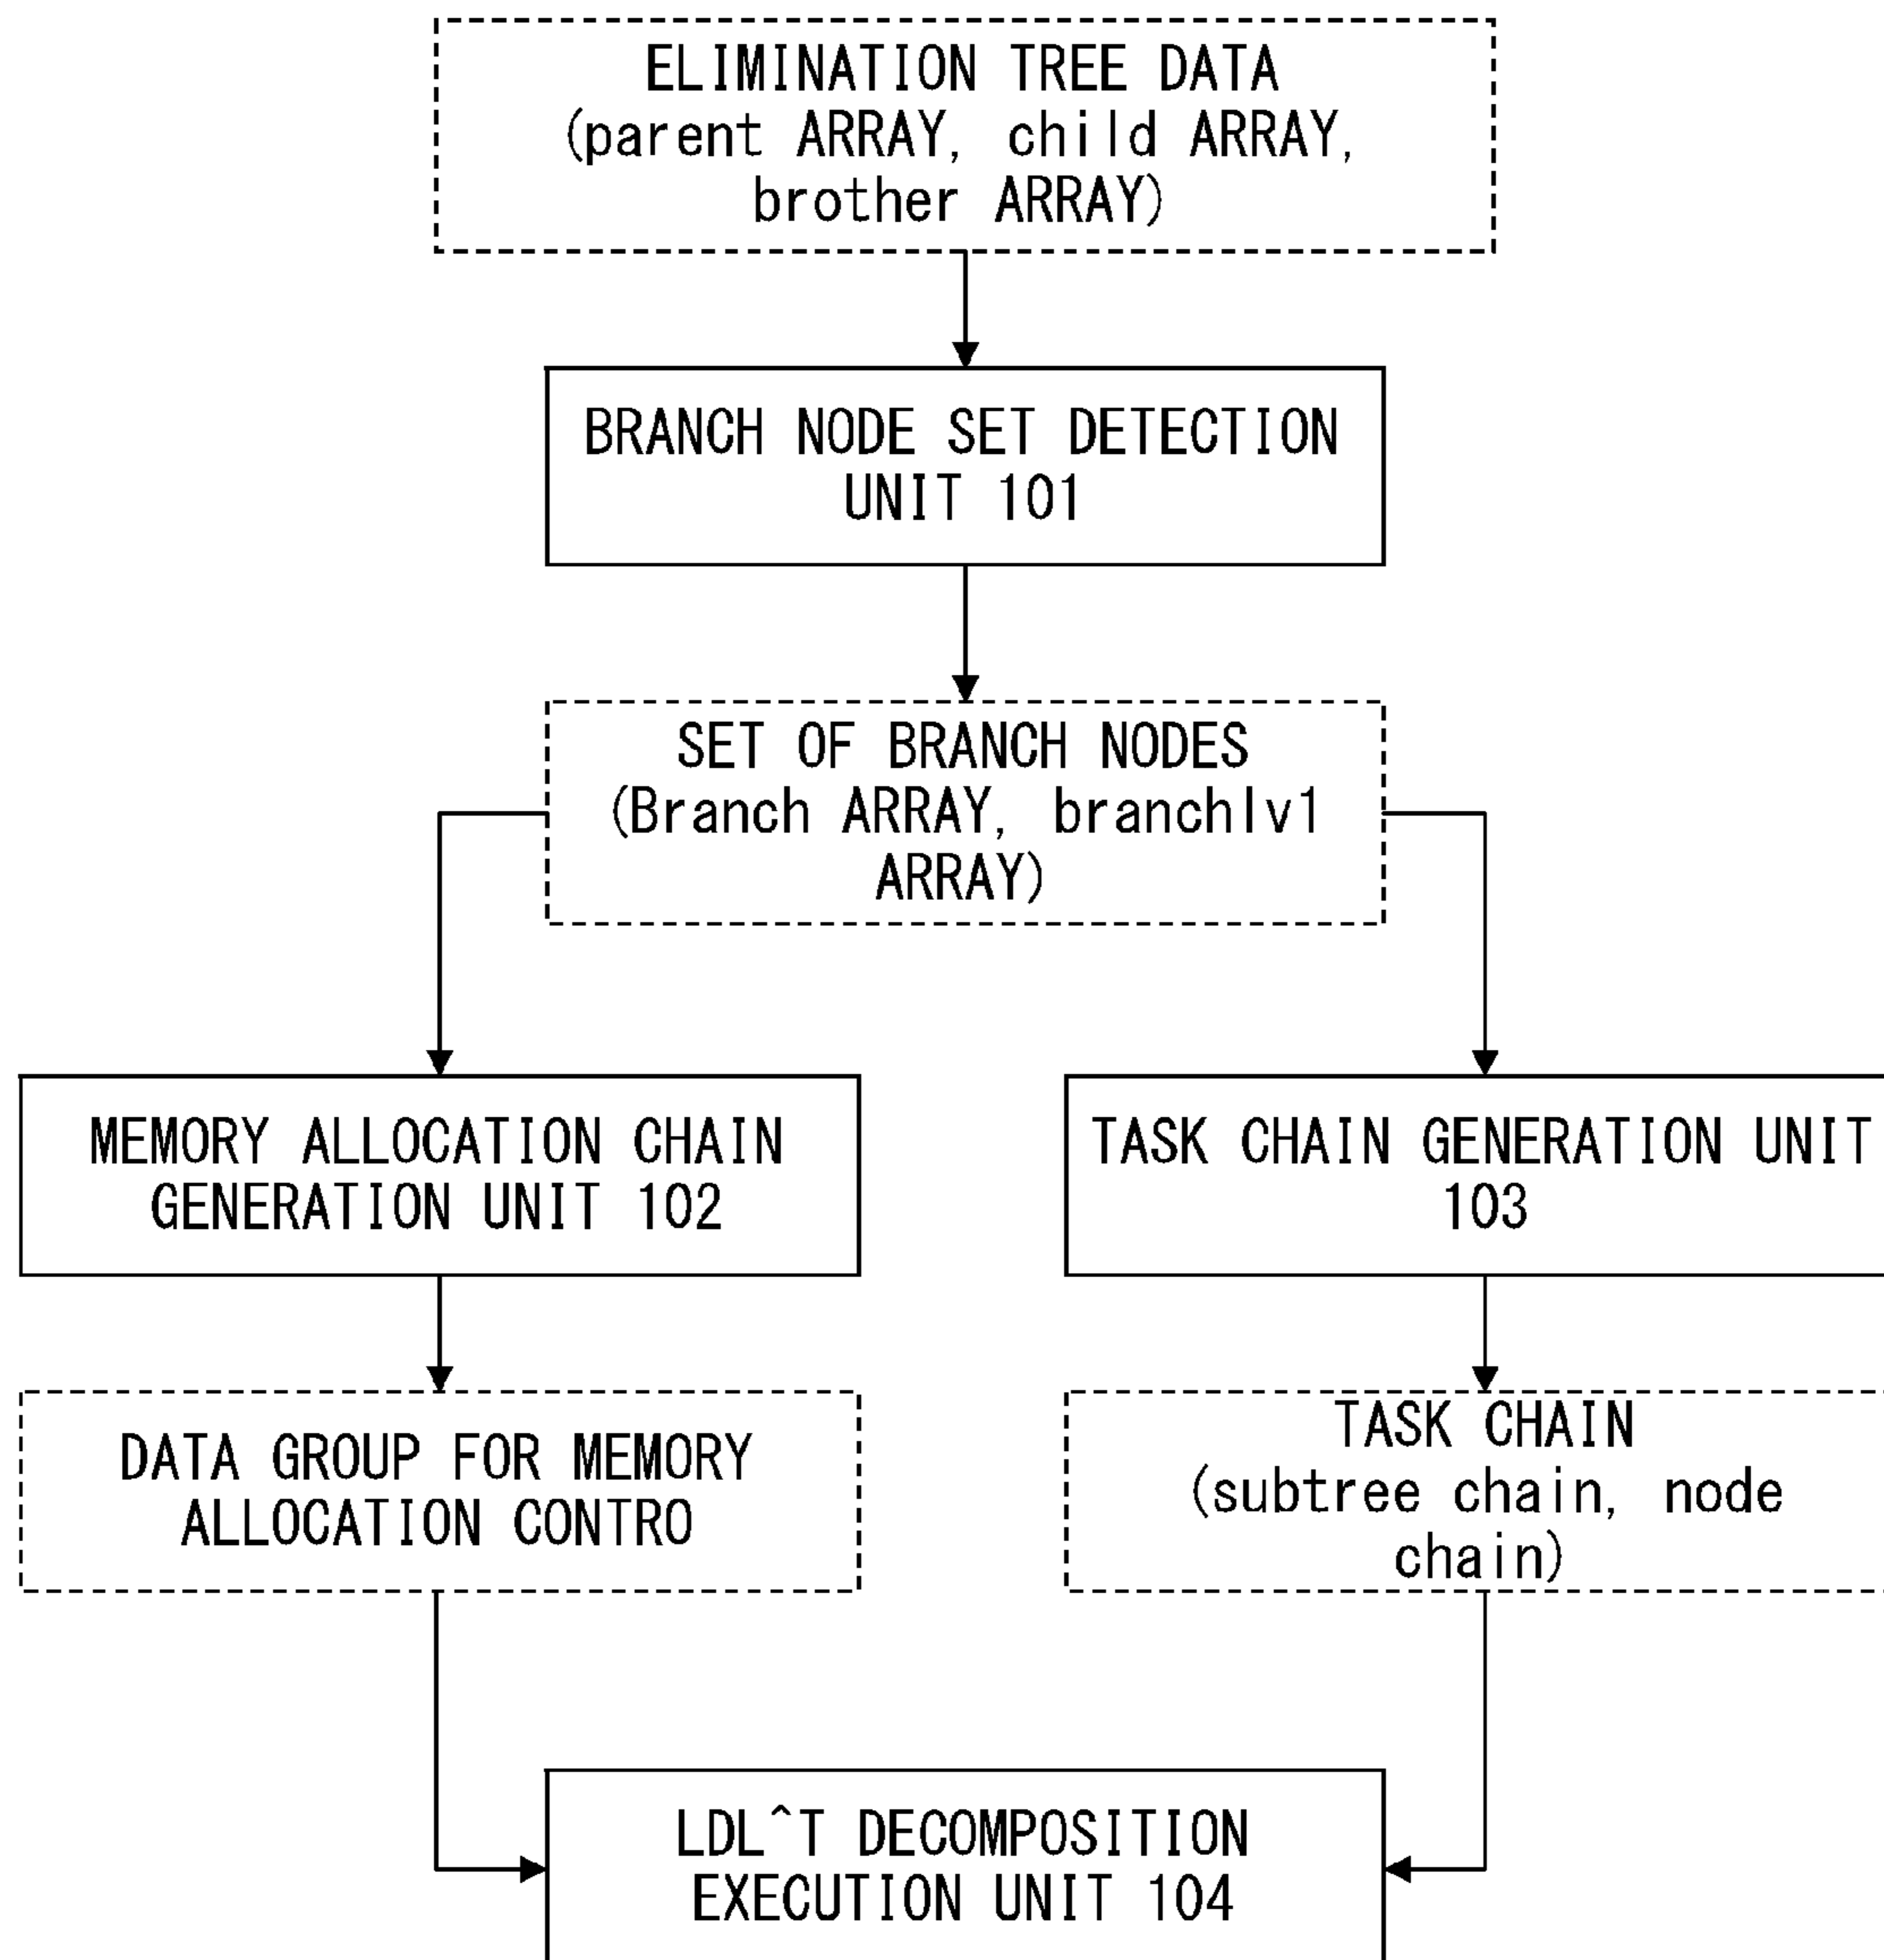 ELIMINATION TREE DATA
(parent ARRAY, child ARRAY,
brother ARRAY)
BRANCH NODE SET DETECTION
UNIT 101
SET OF BRANCH NODES
(Branch ARRAY, branchlv1
ARRAY)
MEMORY ALLOCATION CHAIN
GENERATION UNIT 102
TASK CHAIN GENERATION UNIT
103
DATA GROUP FOR MEMORY
ALLOCATION CONTRO
TASK CHAIN
(subtree chain, node
chain)
LDL^T DECOMPOSITION
EXECUTION UNIT 104